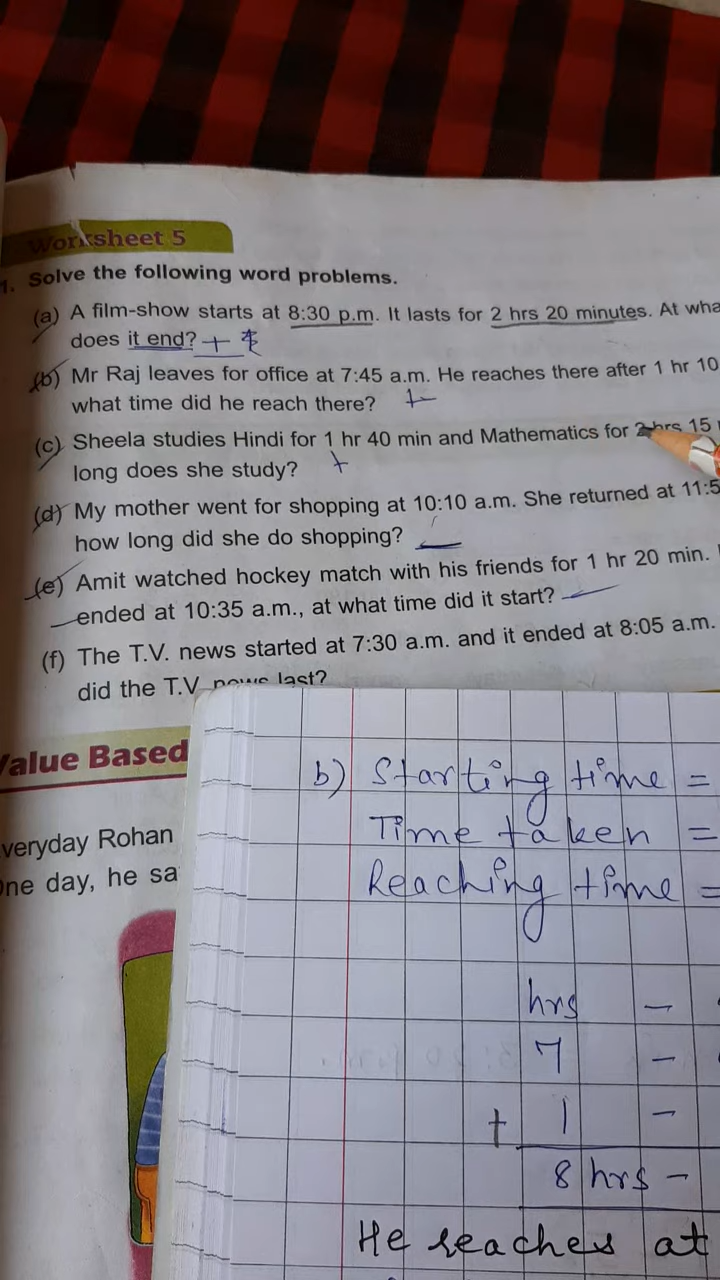 Worksheet 5
1. Solve the following word problems.
(a) A film-show starts at 8:30 p.m. It lasts for 2 hrs 20 minutes. At
does it end? +
(b) Mr Raj leaves for office at 7:45 a.m. He reaches there after 1 hr 10
what time did he reach there? +
(c) Sheela studies Hindi for 1 hr 40 min and Mathematics for 2 hrs 15
long does she study? +
(d) My mother went for shopping at 10:10 a.m. She returned at
how long did she do shopping? —
(e) Amit watched hockey match with his friends for 1 hr 20 min.
ended at 10:35 a.m., at what time did it start? —
(f) The T.V. news started at 7:30 a.m. and it ended at 8:05 a.m.
did the T.V. news last?
Value Based
Everyday Rohan
One day, he
b) Starting time =
Time taken =
Reaching time =
hrs —
7 —
+ 1 —
8 hrs —
He reaches at